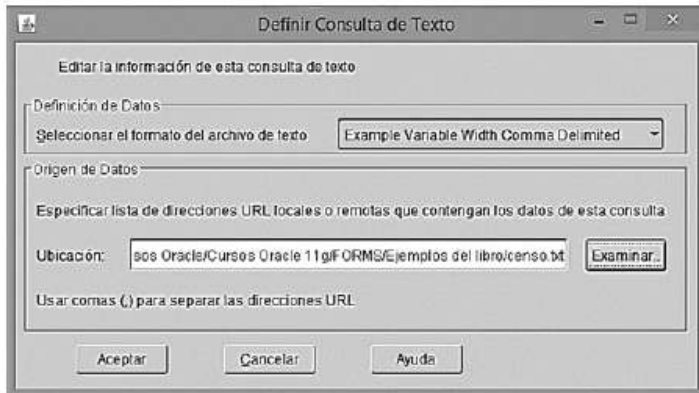 Definir Consulta de Texto
Editar la información de esta consulta de texto
Definición de Datos
Seleccionar el formato del archivo de texto
Example Variable Width Comma Delimited
Origen de Datos
Especificar lista de direcciones URL locales o remotas que contengan los datos de esta consulta
Ubicación:
sos Oracle/Cursos Oracle 11g/FORMS/Ejemplos del libro/censo.txt
Examinar..
Usar comas (,) para separar las direcciones URL
Aceptar
Cancelar
Ayuda